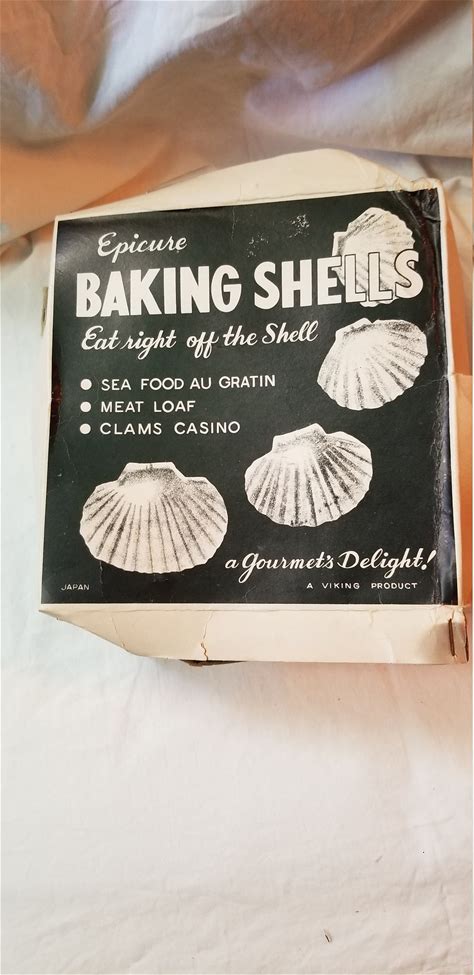 Epicure
BAKING SHELLS
Eat right off the Shell
● SEA FOOD AU GRATIN
● MEAT LOAF
● CLAMS CASINO
a Gourmet's Delight!
JAPAN
A VIKING PRODUCT